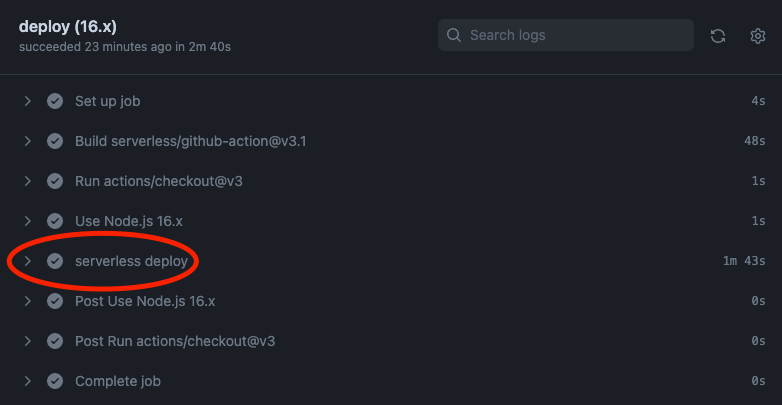 deploy (16.x)
succeeded 23 minutes ago in 2m 40s
Search logs
Set up job 4s
Build serverless/github-action@v3.1 48s
Run actions/checkout@v3 1s
Use Node.js 16.x 1s
serverless deploy 1m 43s
Post Use Node.js 16.x 0s
Post Run actions/checkout@v3 0s
Complete job 0s